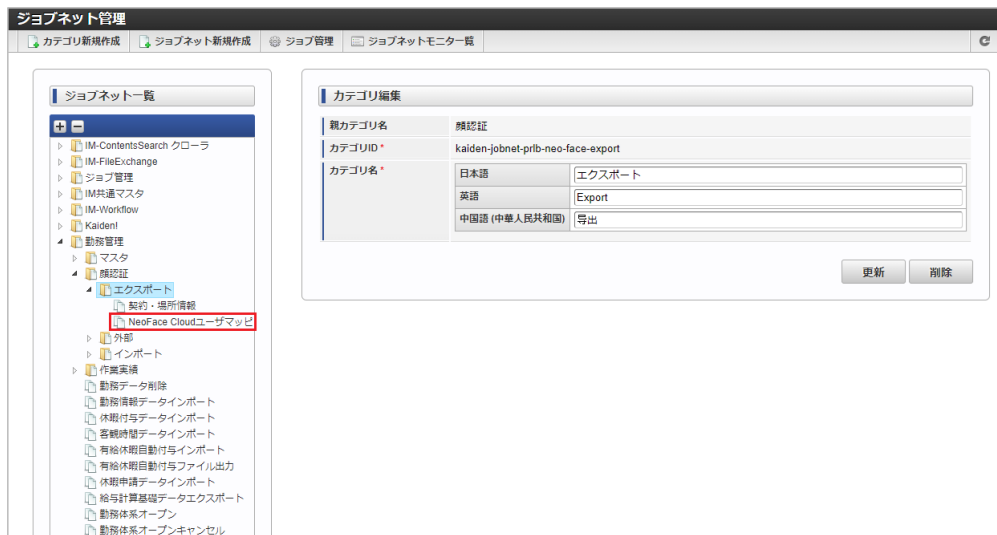 ジョブネット管理
カテゴリ新規作成 ジョブネット新規作成 ジョブ管理 ジョブネットモニター覧
ジョブネット一覧
IM-ContentsSearch クローラ
IM-FileExchange
ジョブ管理
IM共通マスタ
IM-Workflow
Kaiden!
勤務管理
マスタ
顔認証
エクスポート
契約・場所情報
NeoFace Cloudユーザマッピ
外部
インポート
作業実績
勤務データ削除
勤務情報データインポート
休暇付与データインポート
客観時間データインポート
有給休暇自動付与インポート
有給休暇自動付与ファイル出力
休暇申請データインポート
給与計算基礎データエクスポート
勤務体系オープン
勤務体系オープンキャンセル
カテゴリ編集
親カテゴリ名 顔認証
カテゴリID * kaiden-jobnet-prlb-neo-face-export
カテゴリ名 *
日本語 エクスポート
英語 Export
中国語 (中華人民共和国) 导出
更新 削除